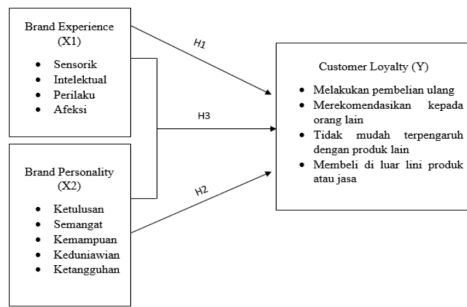 Brand Experience
(X1)
• Sensorik
• Intelektual
• Perilaku
• Afeksi
H1
Customer Loyalty (Y)
• Melakukan pembelian ulang
• Merekomendasikan kepada
orang lain
• Tidak mudah terpengaruh
dengan produk lain
• Membeli di luar lini produk
atau jasa
H3
Brand Personality
(X2)
• Ketulusan
• Semangat
• Kemampuan
• Keduniawian
• Ketangguhan
H2